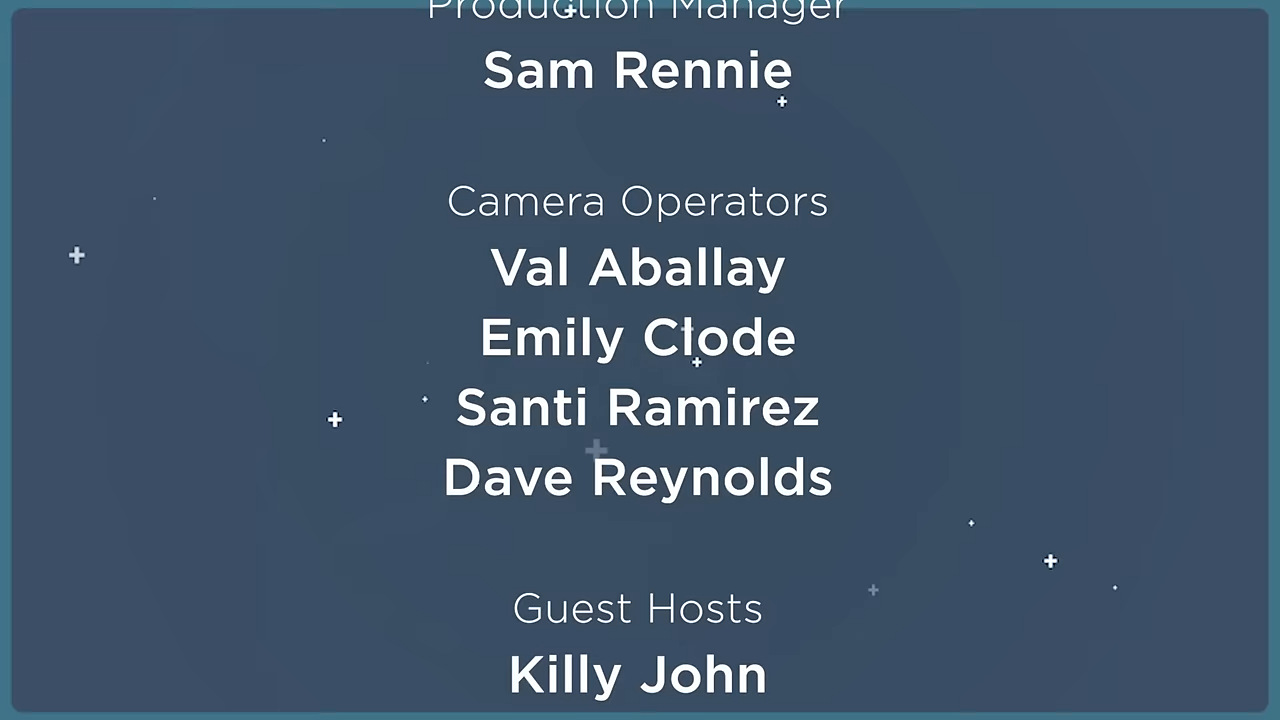 Production Manager
Sam Rennie
Camera Operators
Val Aballay
Emily Clode
Santi Ramirez
Dave Reynolds
Guest Hosts
Killy John